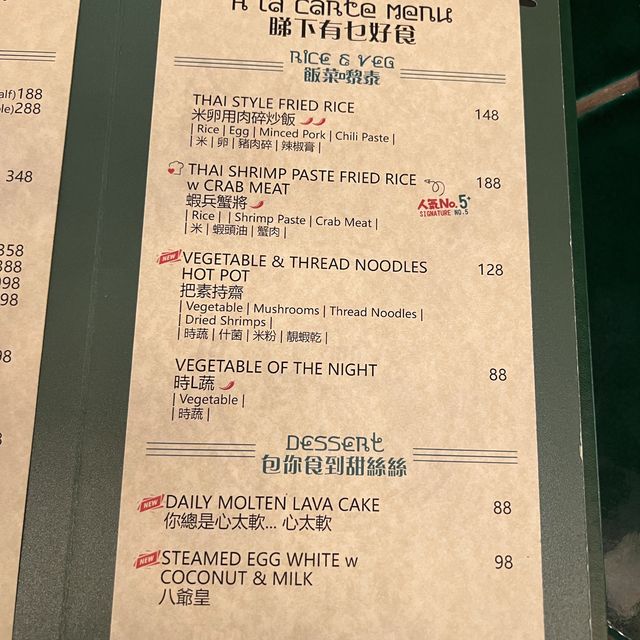 A La Carte Menu
睇下有乜好食
alf)188
le)288
348
358
388
398
98
RICE & VEG
飯菜嚟泰
THAI STYLE FRIED RICE 148
米卵用肉碎炒飯
| Rice | Egg | Minced Pork | Chili Paste |
| 米 | 卵 | 豬肉碎 | 辣椒膏 |
THAI SHRIMP PASTE FRIED RICE 188
w CRAB MEAT
蝦兵蟹將
人氣No.5
SIGNATURE NO.5
| Rice | | Shrimp Paste | Crab Meat |
| 米 | 蝦頭油 | 蟹肉 |
NEW VEGETABLE & THREAD NOODLES 128
HOT POT
把素持齋
| Vegetable | Mushrooms | Thread Noodles |
| Dried Shrimps |
| 時蔬 | 什菌 | 米粉 | 靚蝦乾 |
VEGETABLE OF THE NIGHT 88
時L蔬
| Vegetable |
| 時蔬 |
DESSERT
包你食到甜絲絲
NEW DAILY MOLTEN LAVA CAKE 88
你總是心太軟... 心太軟
NEW STEAMED EGG WHITE w 98
COCONUT & MILK
八爺皇